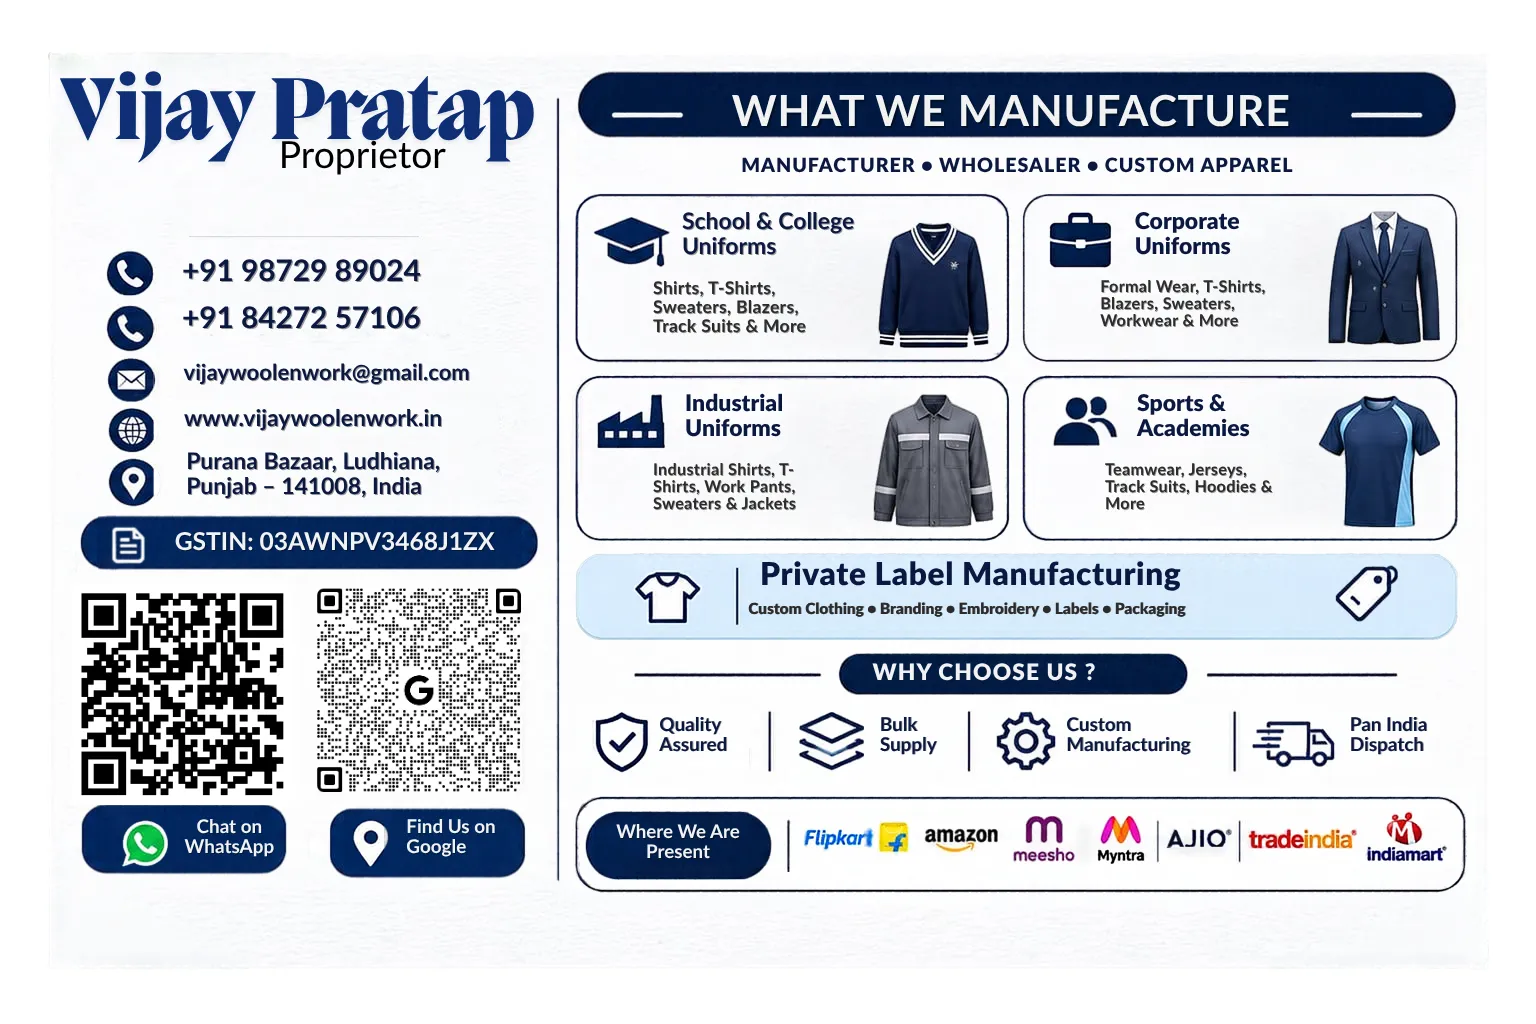 Vijay Pratap
Proprietor
+91 98729 89024
+91 84272 57106
vijaywoolenwork@gmail.com
www.vijaywoolenwork.in
Purana Bazaar, Ludhiana,
Punjab – 141008, India
GSTIN: 03AWNPV3468J1ZX
G
Chat on
WhatsApp
Find Us on
Google
WHAT WE MANUFACTURE
MANUFACTURER ● WHOLESALER ● CUSTOM APPAREL
School & College
Uniforms
Shirts, T-Shirts,
Sweaters, Blazers,
Track Suits & More
Corporate
Uniforms
Formal Wear, T-Shirts,
Blazers, Sweaters,
Workwear & More
Industrial
Uniforms
Industrial Shirts, T-
Shirts, Work Pants,
Sweaters & Jackets
Sports &
Academies
Teamwear, Jerseys,
Track Suits, Hoodies &
More
Private Label Manufacturing
Custom Clothing ● Branding ● Embroidery ● Labels ● Packaging
WHY CHOOSE US ?
Quality
Assured
Bulk
Supply
Custom
Manufacturing
Pan India
Dispatch
Where We Are
Present
Flipkart
amazon
meesho
Myntra
AJIO®
tradeindia®
indiamart®